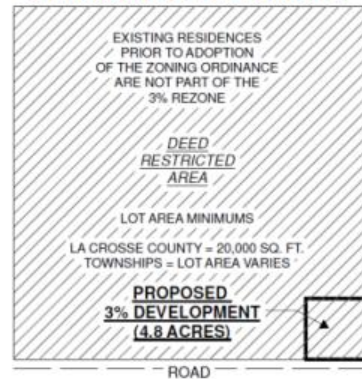 EXISTING RESIDENCES
PRIOR TO ADOPTION
OF THE ZONING ORDINANCE
ARE NOT PART OF THE
3% REZONE
DEED
RESTRICTED
AREA
LOT AREA MINIMUMS
LA CROSSE COUNTY = 20,000 SQ. FT.
TOWNSHIPS = LOT AREA VARIES
PROPOSED
3% DEVELOPMENT
(4.8 ACRES)
ROAD